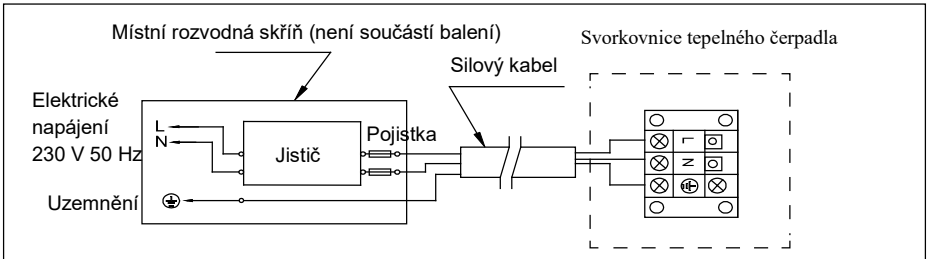 Místní rozvodná skříň (není součástí balení)
Svorkovnice tepelného čerpadla
Silový kabel
Elektrické
napájení
230 V 50 Hz
L
N
Jistič
Pojistka
Uzemnění
L
N